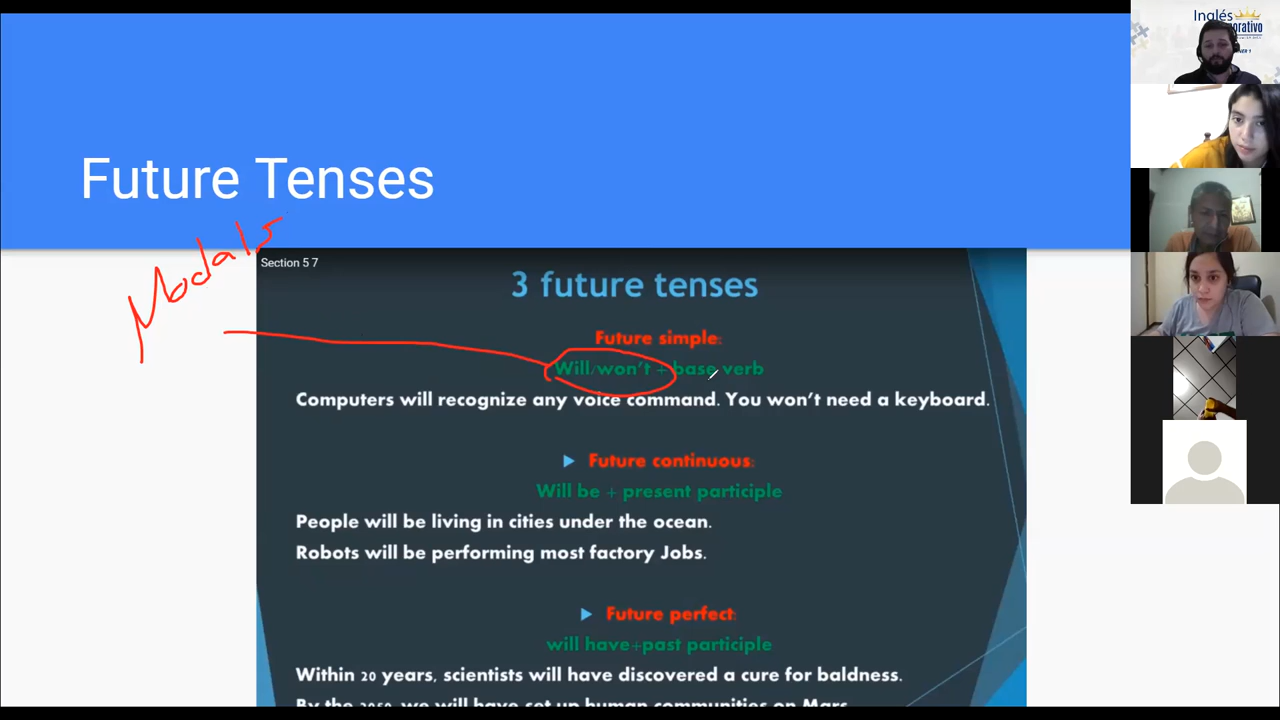 Future Tenses
Modals
Section 5 7
3 future tenses
Future simple:
Will/won't + base verb
Computers will recognize any voice command. You won't need a keyboard.
Future continuous:
Will be + present participle
People will be living in cities under the ocean.
Robots will be performing most factory Jobs.
Future perfect:
will have+past participle
Within 20 years, scientists will have discovered a cure for baldness.
By the 2050, we will have set up human communities on Mars
Inglés